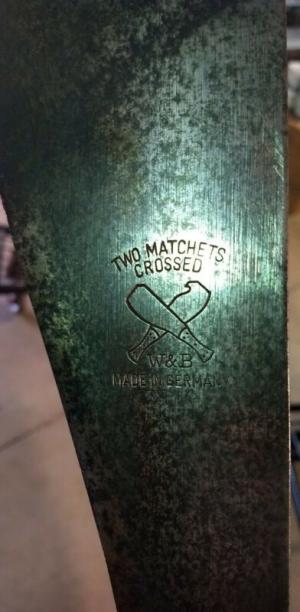 TWO MATCHETS
CROSSED
W&B
MADE IN GERMANY